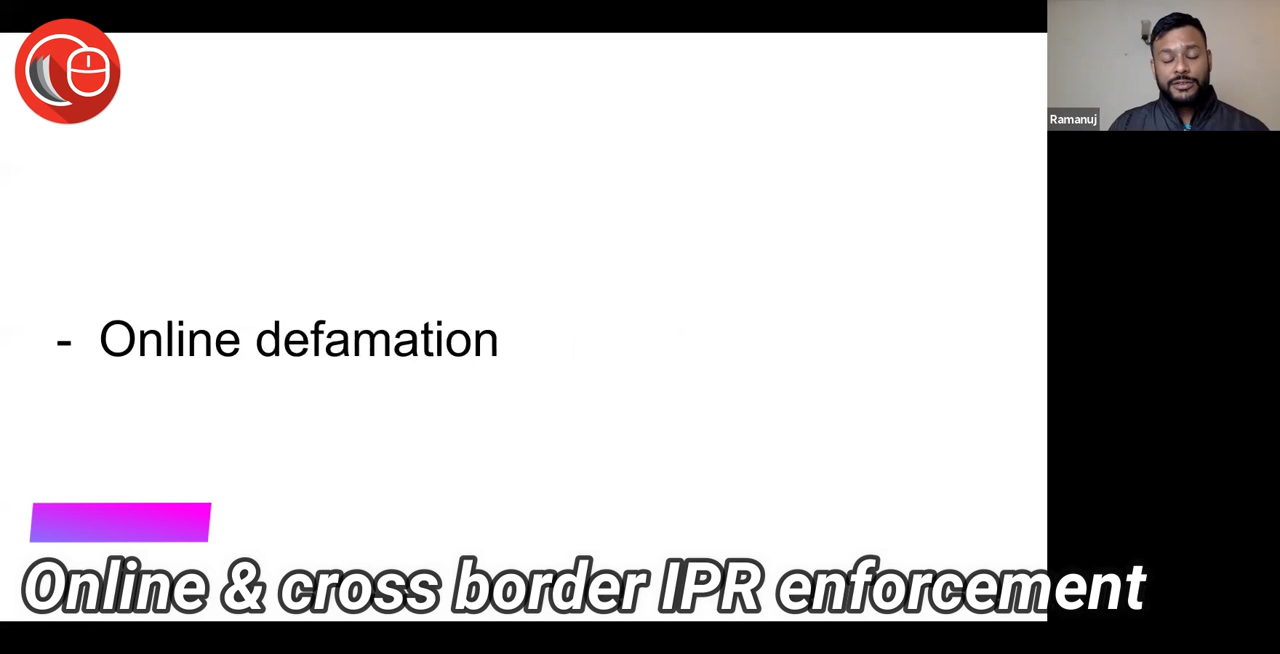 Ramanuj
- Online defamation
Online & cross border IPR enforcement